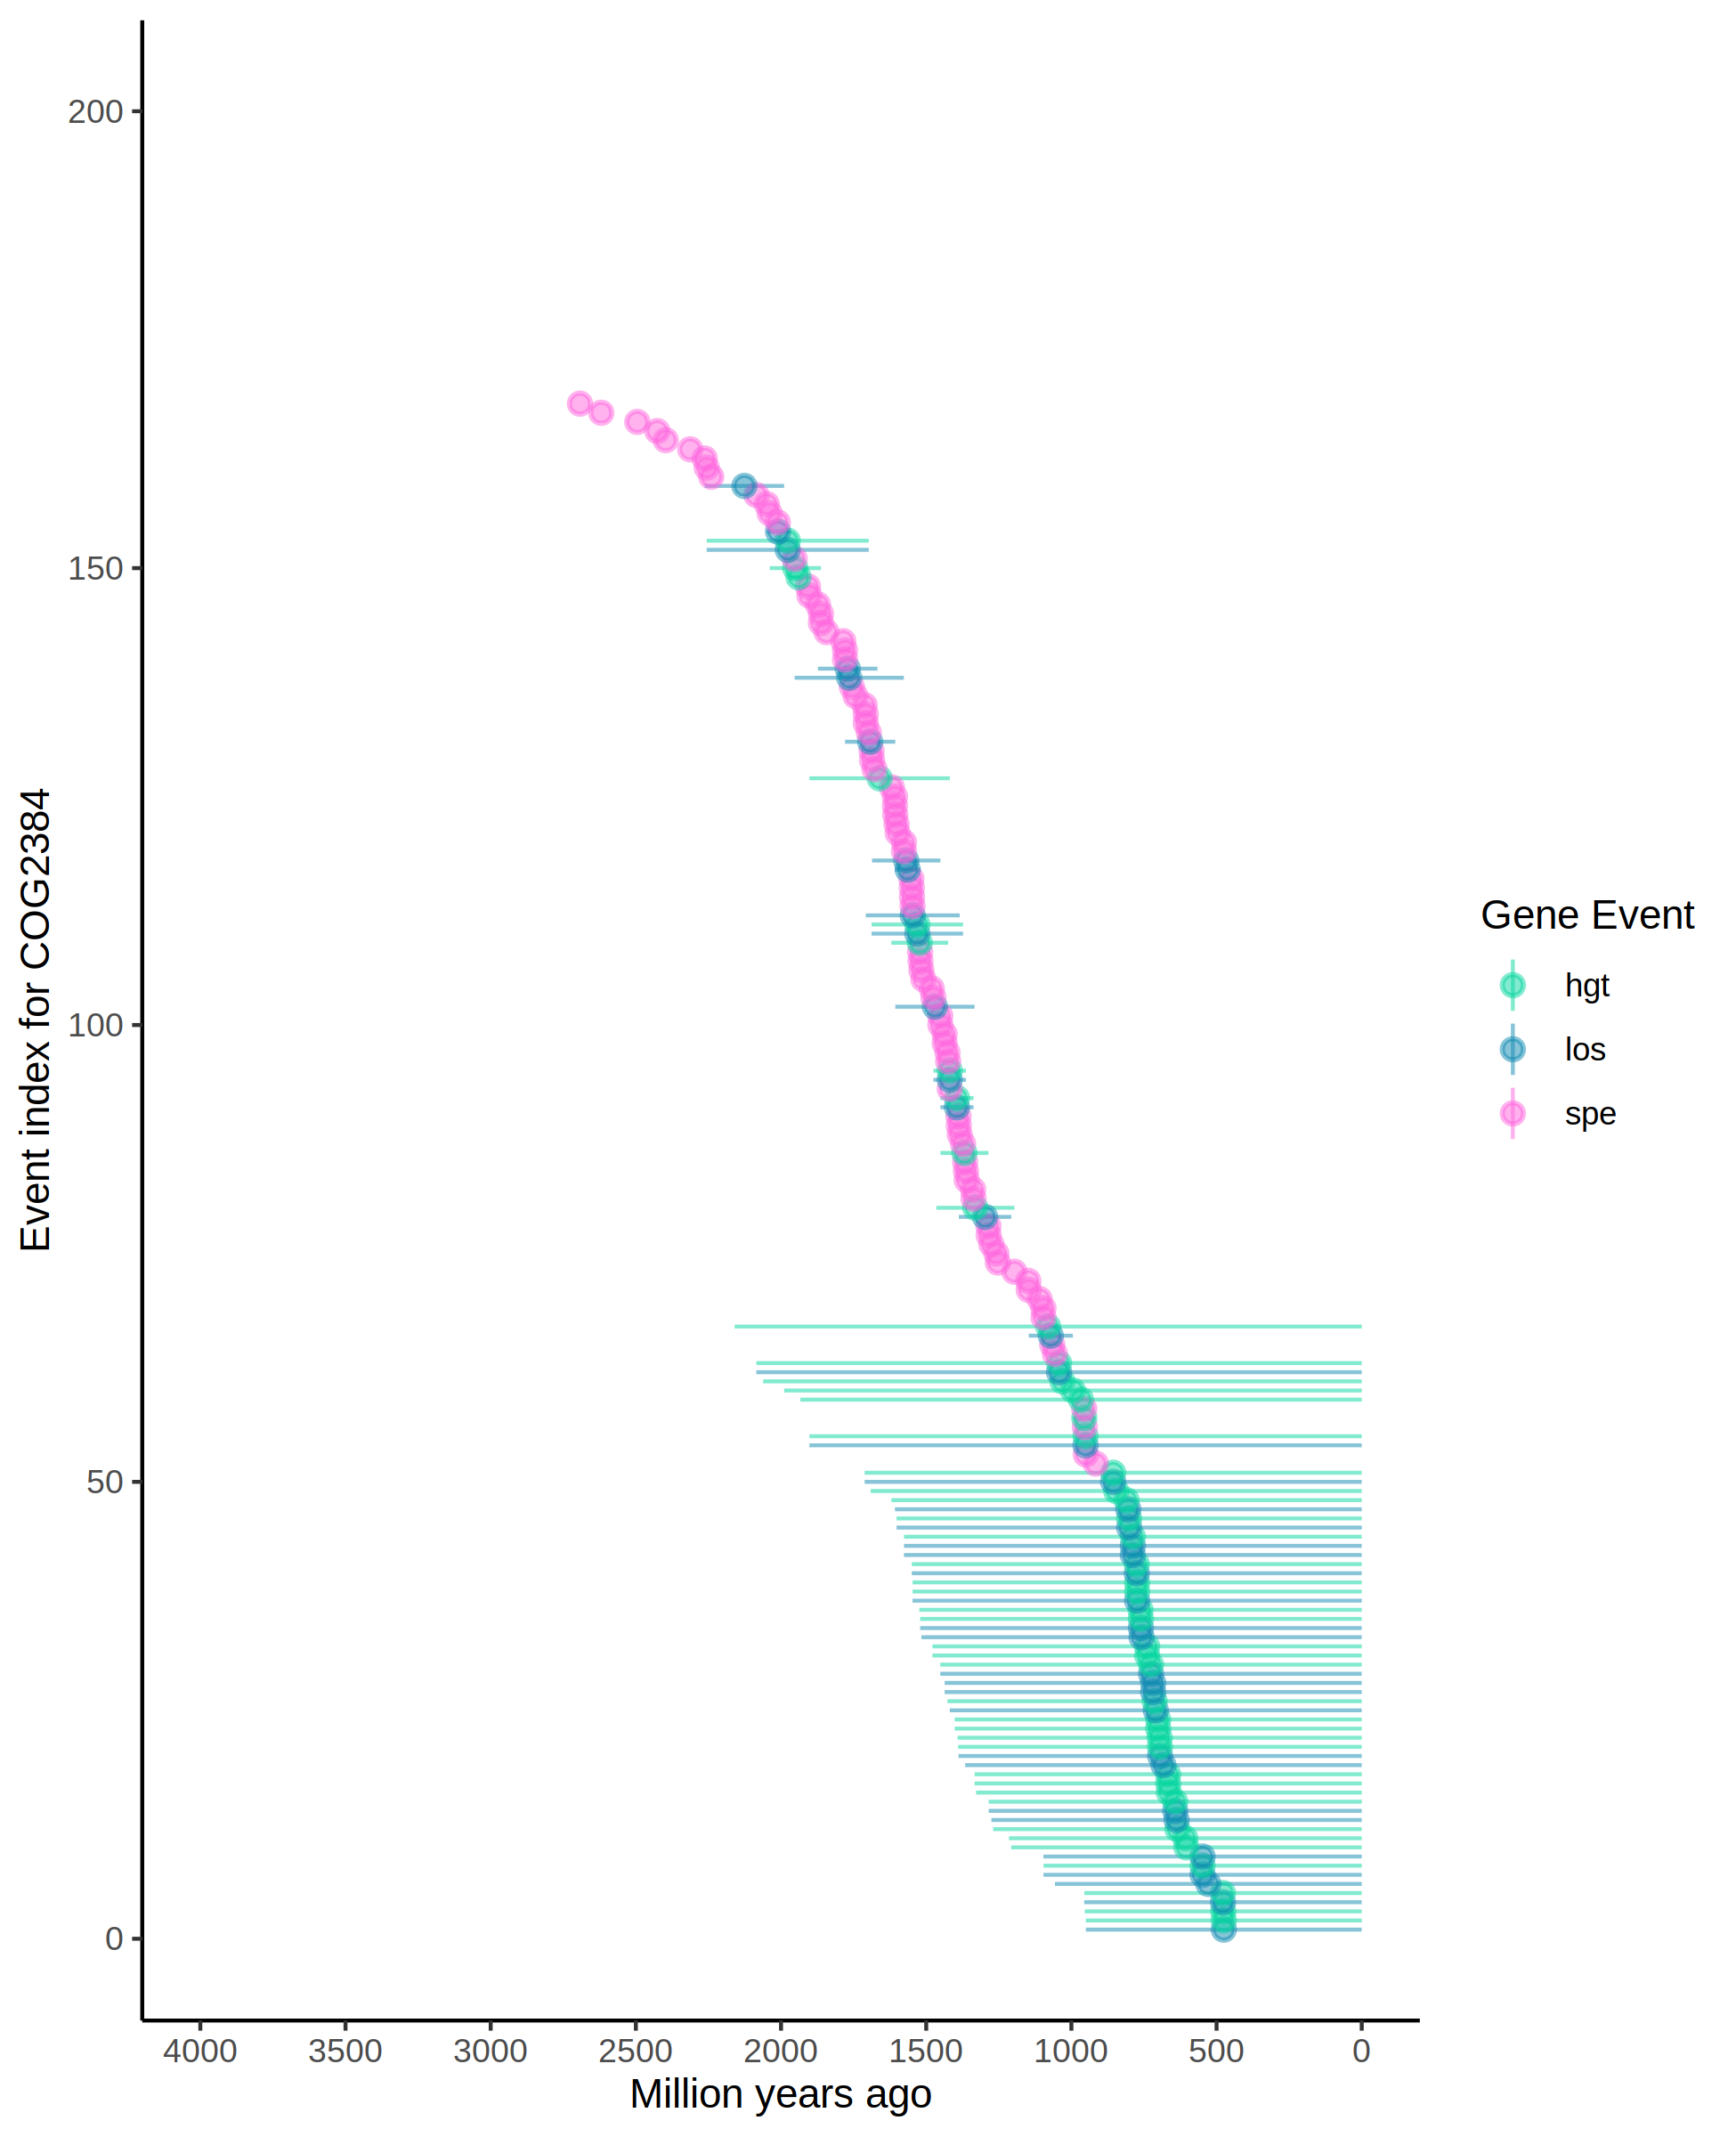 200
150
100
50
0
Event index for COG2384
4000 3500 3000 2500 2000 1500 1000 500 0
Million years ago
Gene Event
hgt
los
spe